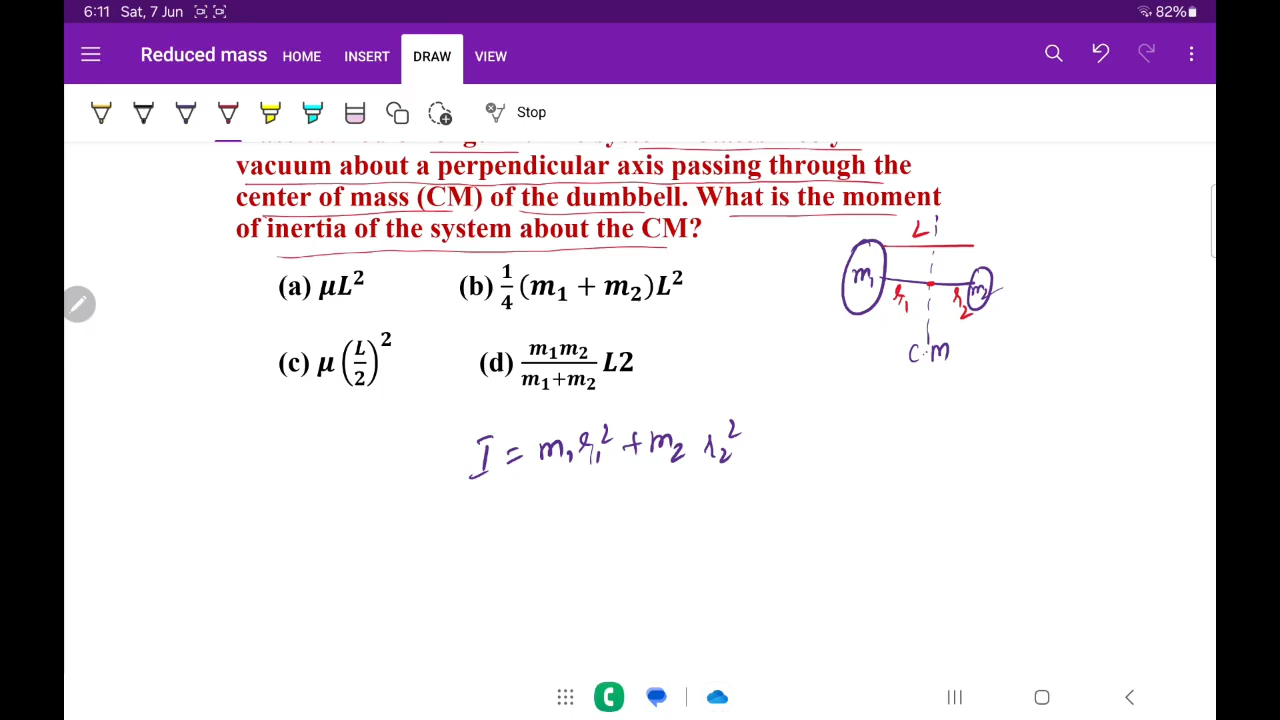 6:11 Sat, 7 Jun
82%
Reduced mass HOME INSERT DRAW VIEW
Stop
vacuum about a perpendicular axis passing through the
center of mass (CM) of the dumbbell. What is the moment
of inertia of the system about the CM?
(a) μL² (b) 1/4 (m₁ + m₂)L²
(c) μ(L/2)² (d) m₁m₂/(m₁+m₂) L2
L
m₁ m₂
r₁ r₂
C.M
I = m₁r₁² + m₂ r₂²